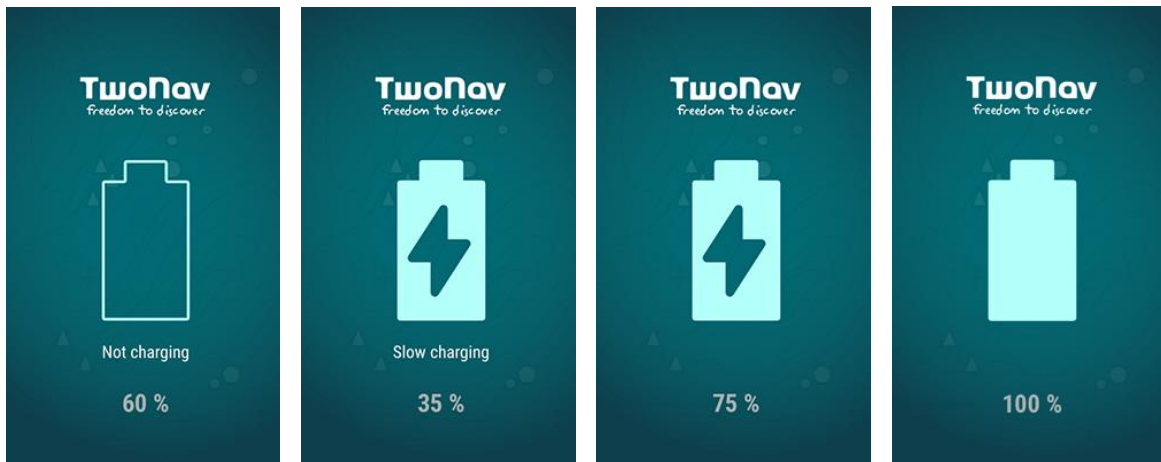 TwoNav
freedom to discover
Not charging
60 %
TwoNav
freedom to discover
Slow charging
35 %
TwoNav
freedom to discover
75 %
TwoNav
freedom to discover
100 %